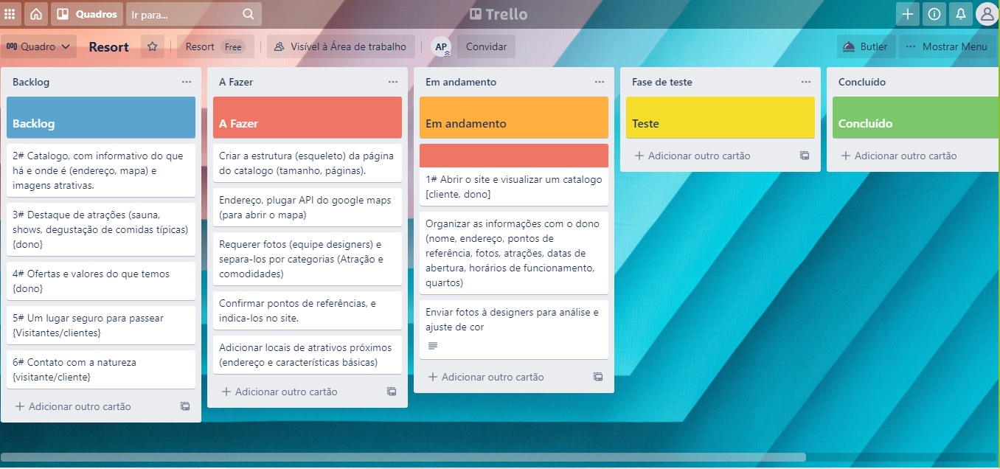 Quadros
Ir para...
Trello
Quadro
Resort
Resort Free
Visível à Área de trabalho
AP
Convidar
Butler
Mostrar Menu
Backlog
Backlog
2# Catalogo, com informativo do que
há e onde é (endereço, mapa) e
imagens atrativas.
3# Destaque de atrações (sauna,
shows, degustação de comidas típicas)
{dono}
4# Ofertas e valores do que temos
{dono}
5# Um lugar seguro para passear
{Visitantes/clientes}
6# Contato com a natureza
{visitante/cliente}
+ Adicionar outro cartão
A Fazer
A Fazer
Criar a estrutura (esqueleto) da página
do catalogo (tamanho, páginas).
Endereço, plugar API do google maps
(para abrir o mapa)
Requerer fotos (equipe designers) e
separa-los por categorias (Atração e
comodidades)
Confirmar pontos de referências, e
indica-los no site.
Adicionar locais de atrativos próximos
(endereço e características básicas)
+ Adicionar outro cartão
Em andamento
Em andamento
1# Abrir o site e visualizar um catalogo
[cliente, dono]
Organizar as informações com o dono
(nome, endereço, pontos de
referência, fotos, atrações, datas de
abertura, horários de funcionamento,
quartos)
Enviar fotos à designers para análise e
ajuste de cor
+ Adicionar outro cartão
Fase de teste
Teste
+ Adicionar outro cartão
Concluído
Concluído
+ Adicionar outro cartão